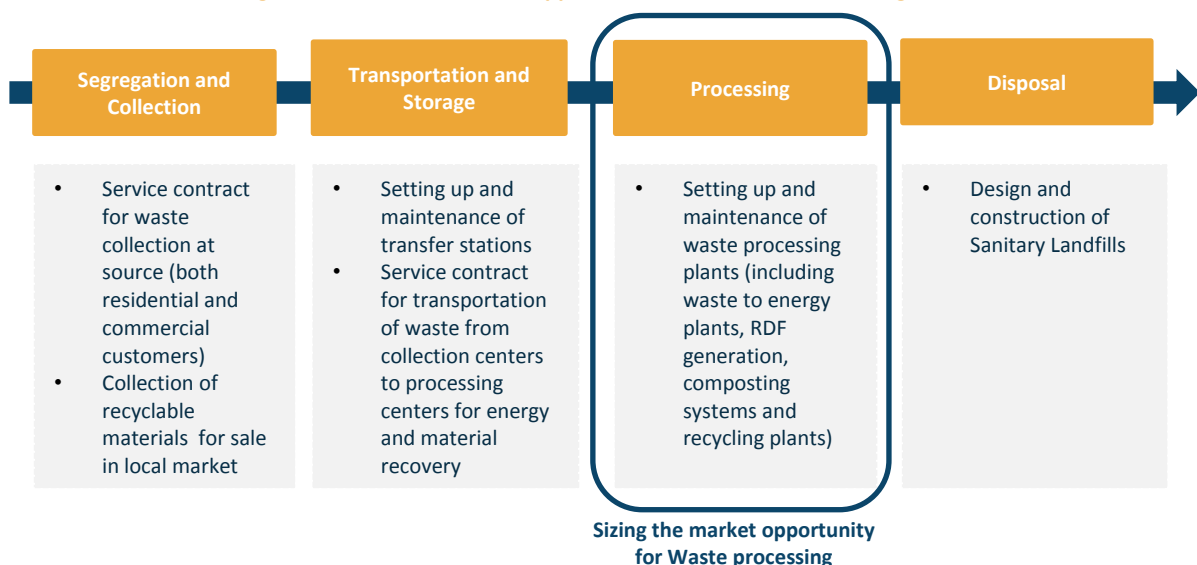 Segregation and
Collection
Transportation and
Storage
Processing
Disposal
• Service contract
for waste
collection at
source (both
residential and
commercial
customers)
• Collection of
recyclable
materials for sale
in local market
• Setting up and
maintenance of
transfer stations
• Service contract
for transportation
of waste from
collection centers
to processing
centers for energy
and material
recovery
• Setting up and
maintenance of
waste processing
plants (including
waste to energy
plants, RDF
generation,
composting
systems and
recycling plants)
• Design and
construction of
Sanitary Landfills
Sizing the market opportunity
for Waste processing